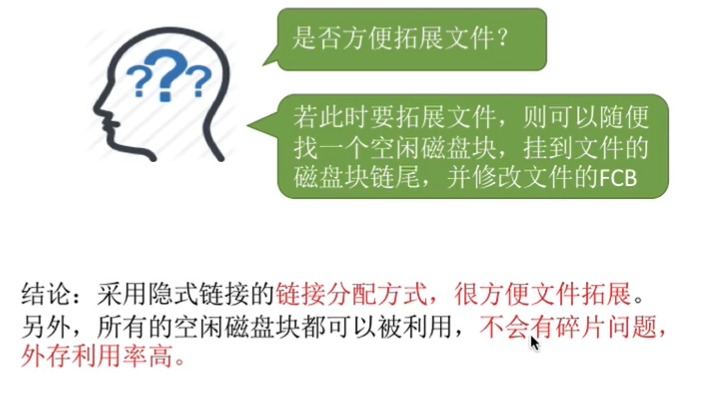 ???
是否方便拓展文件？
若此时要拓展文件，则可以随便
找一个空闲磁盘块，挂到文件的
磁盘块链尾，并修改文件的FCB
结论：采用隐式链接的链接分配方式，很方便文件拓展。
另外，所有的空闲磁盘块都可以被利用，不会有碎片问题，
外存利用率高。